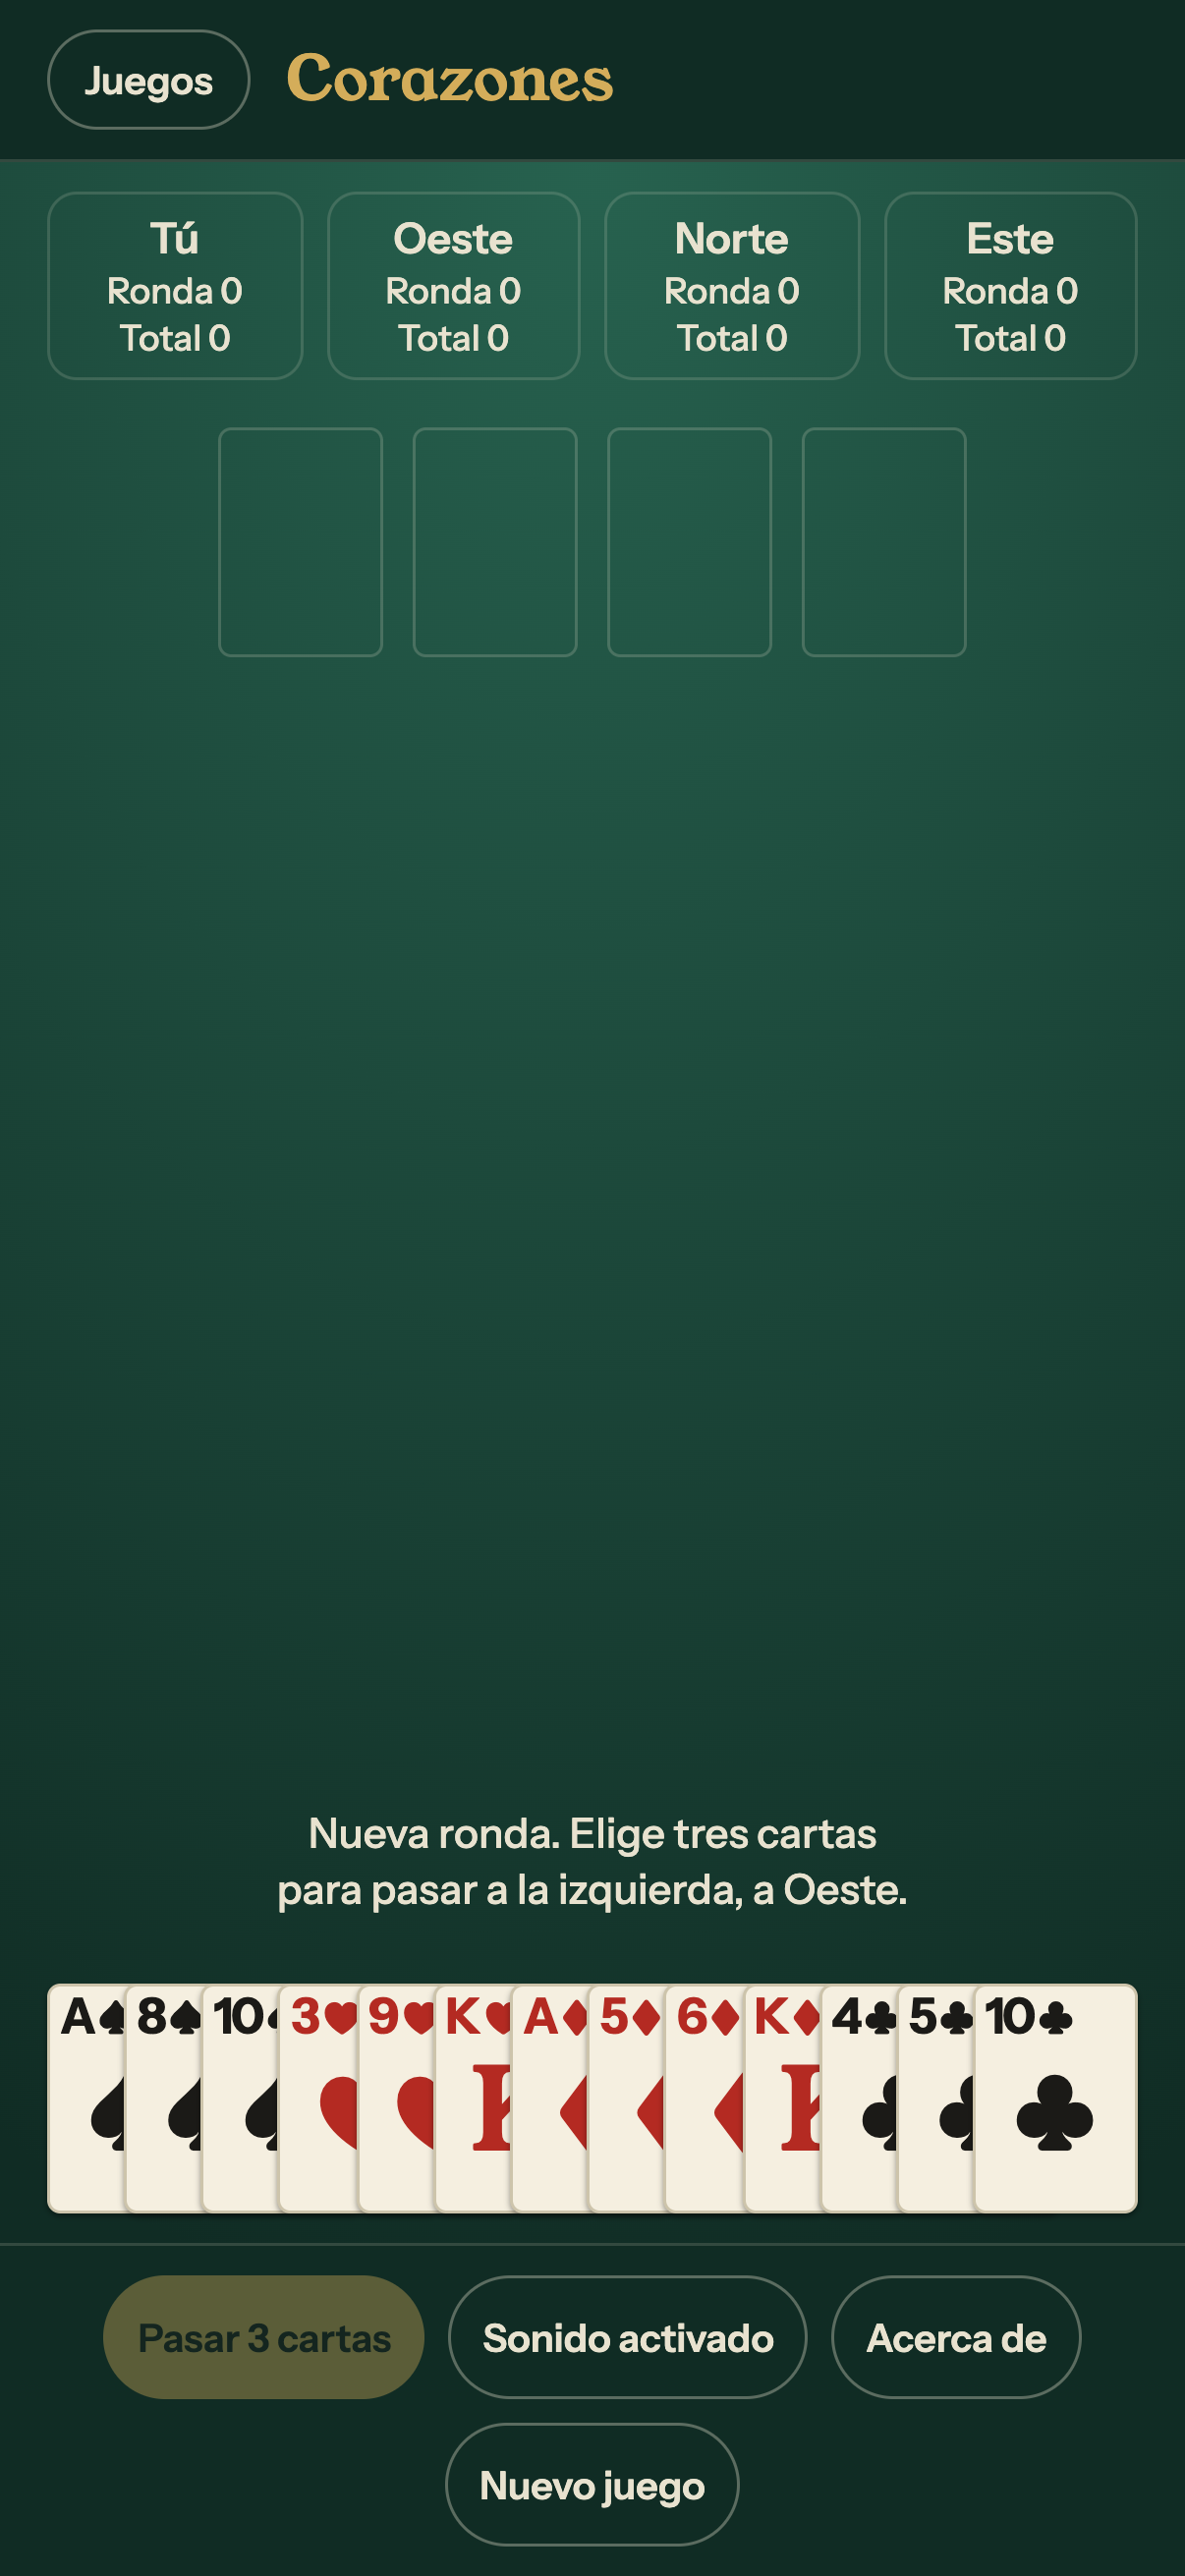 Juegos
Corazones
Tú
Ronda 0
Total 0
Oeste
Ronda 0
Total 0
Norte
Ronda 0
Total 0
Este
Ronda 0
Total 0
Nueva ronda. Elige tres cartas
para pasar a la izquierda, a Oeste.
A♠ 8♠ 10♠ 3♥ 9♥ K♥ A♦ 5♦ 6♦ K♦ 4♣ 5♣ 10♣
K K
Pasar 3 cartas
Sonido activado
Acerca de
Nuevo juego